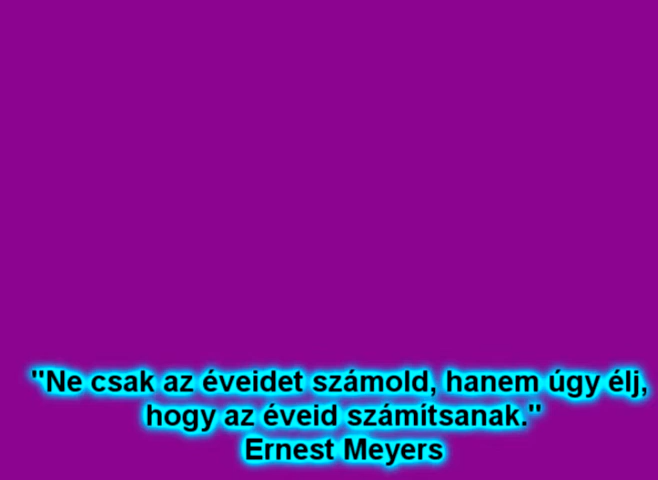 "Ne csak az éveidet számold, hanem úgy élj,
hogy az éveid számítsanak."
Ernest Meyers